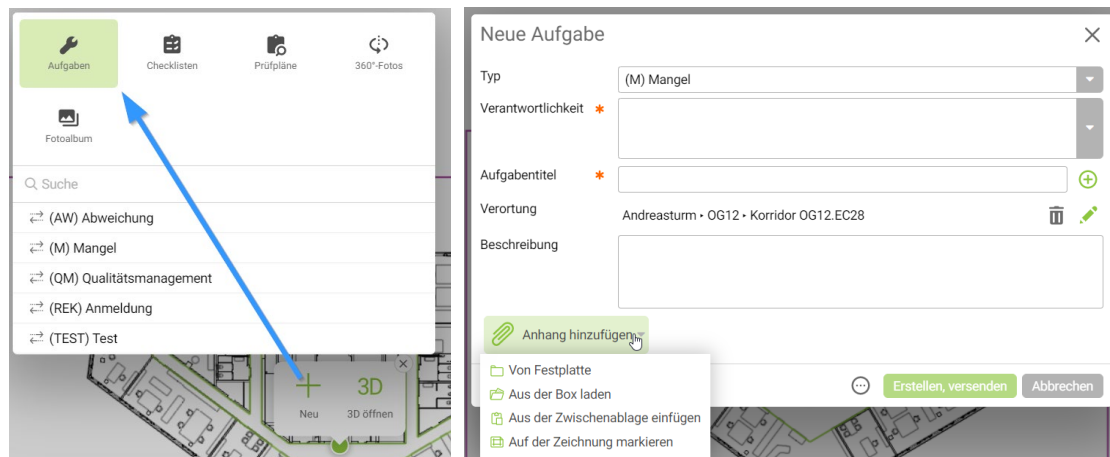 Aufgaben Checklisten Prüfpläne 360°-Fotos
Fotoalbum
Suche
(AW) Abweichung
(M) Mangel
(QM) Qualitätsmanagement
(REK) Anmeldung
(TEST) Test
3D
Neu 3D öffnen
Neue Aufgabe
Typ (M) Mangel
Verantwortlichkeit *
Aufgabentitel *
Verortung Andreasturm ‣ OG12 ‣ Korridor OG12.EC28
Beschreibung
Anhang hinzufügen
Von Festplatte
Aus der Box laden
Aus der Zwischenablage einfügen
Auf der Zeichnung markieren
Erstellen, versenden Abbrechen